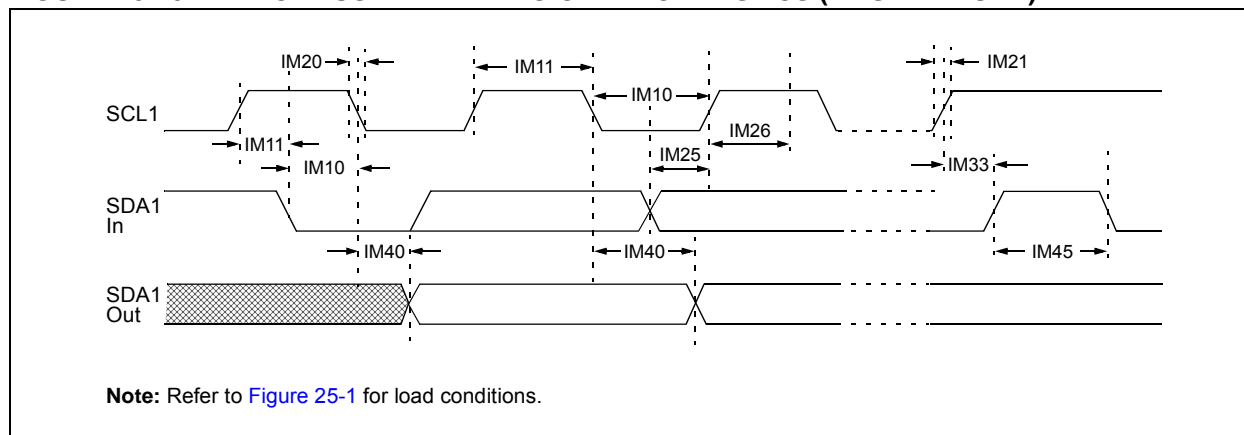 IM20
IM11
IM21
SCL1
IM10
IM11
IM26
IM10
IM25
IM33
SDA1
In
IM40
IM40
IM45
SDA1
Out
Note: Refer to Figure 25-1 for load conditions.